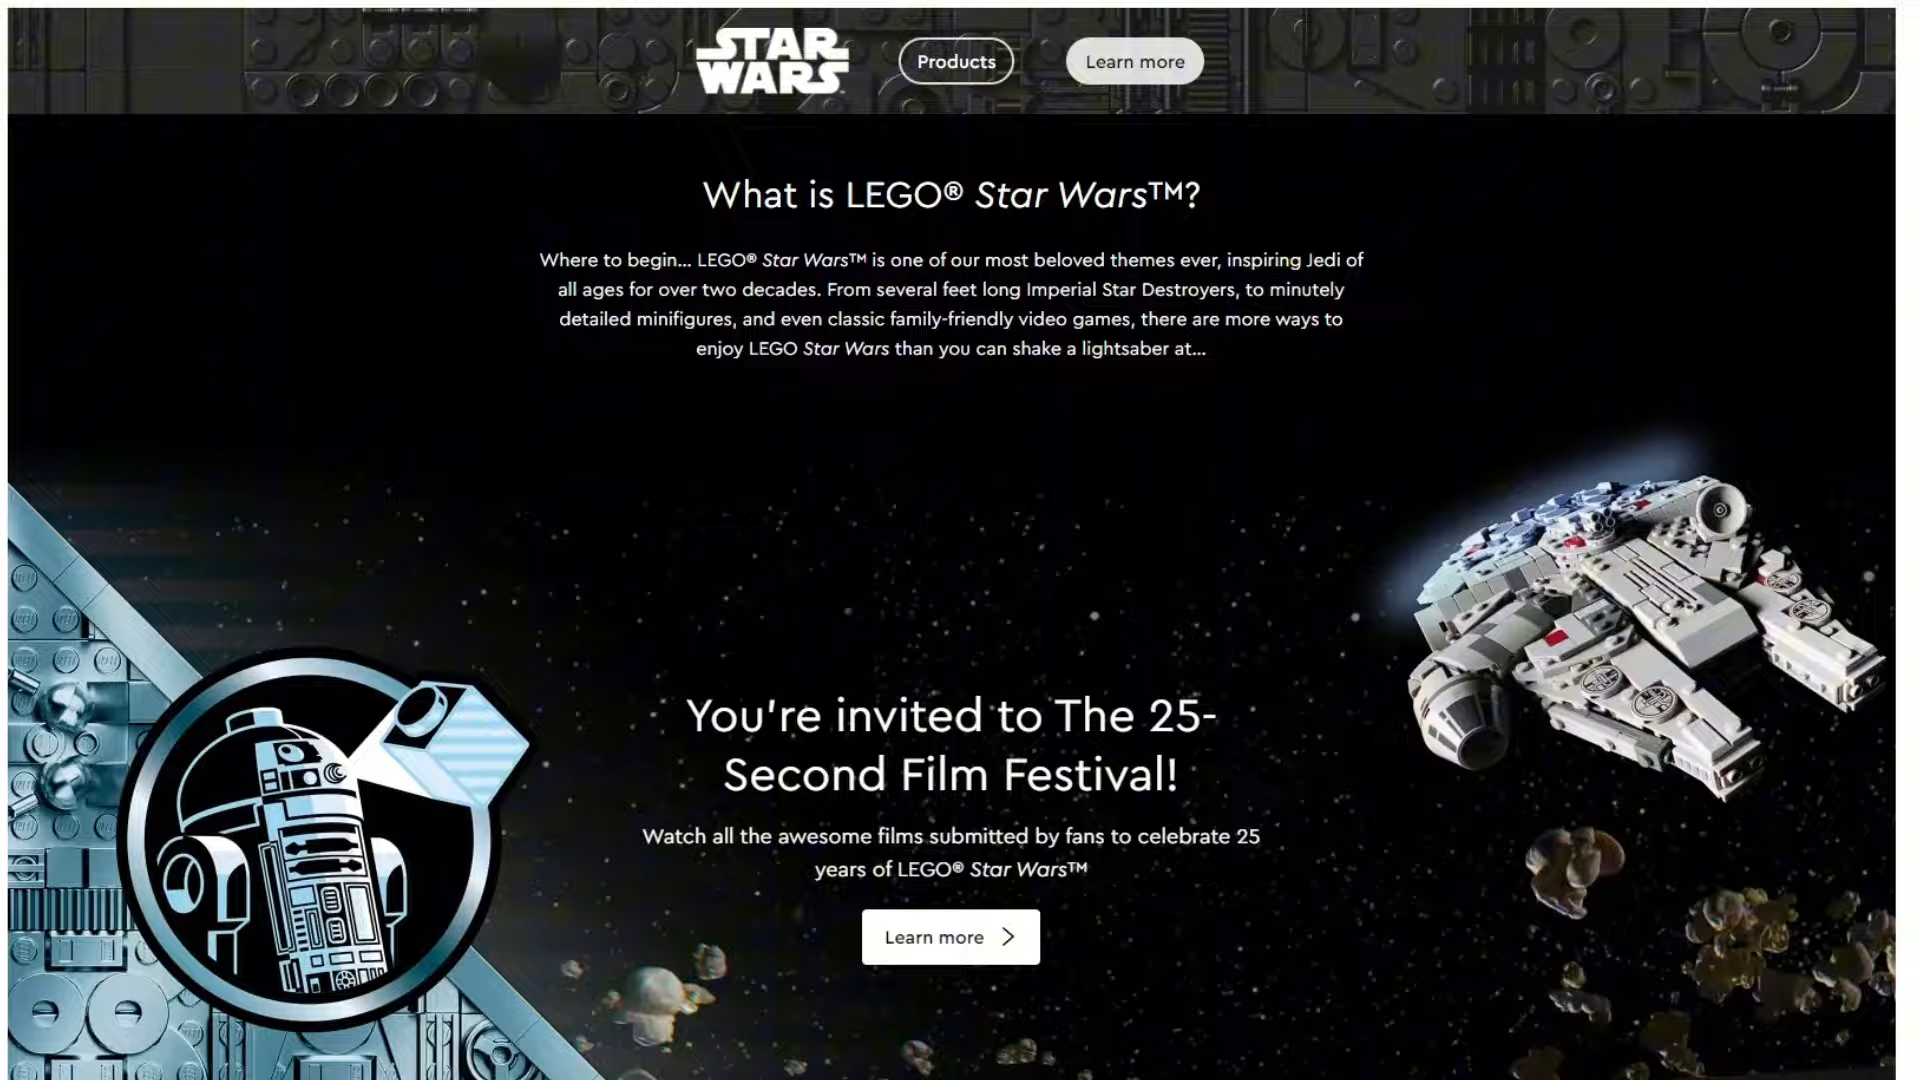 STAR
WARS
Products
Learn more
What is LEGO® Star Wars™?
Where to begin... LEGO® Star Wars™ is one of our most beloved themes ever, inspiring Jedi of
all ages for over two decades. From several feet long Imperial Star Destroyers, to minutely
detailed minifigures, and even classic family-friendly video games, there are more ways to
enjoy LEGO Star Wars than you can shake a lightsaber at...
You're invited to The 25-
Second Film Festival!
Watch all the awesome films submitted by fans to celebrate 25
years of LEGO® Star Wars™
Learn more